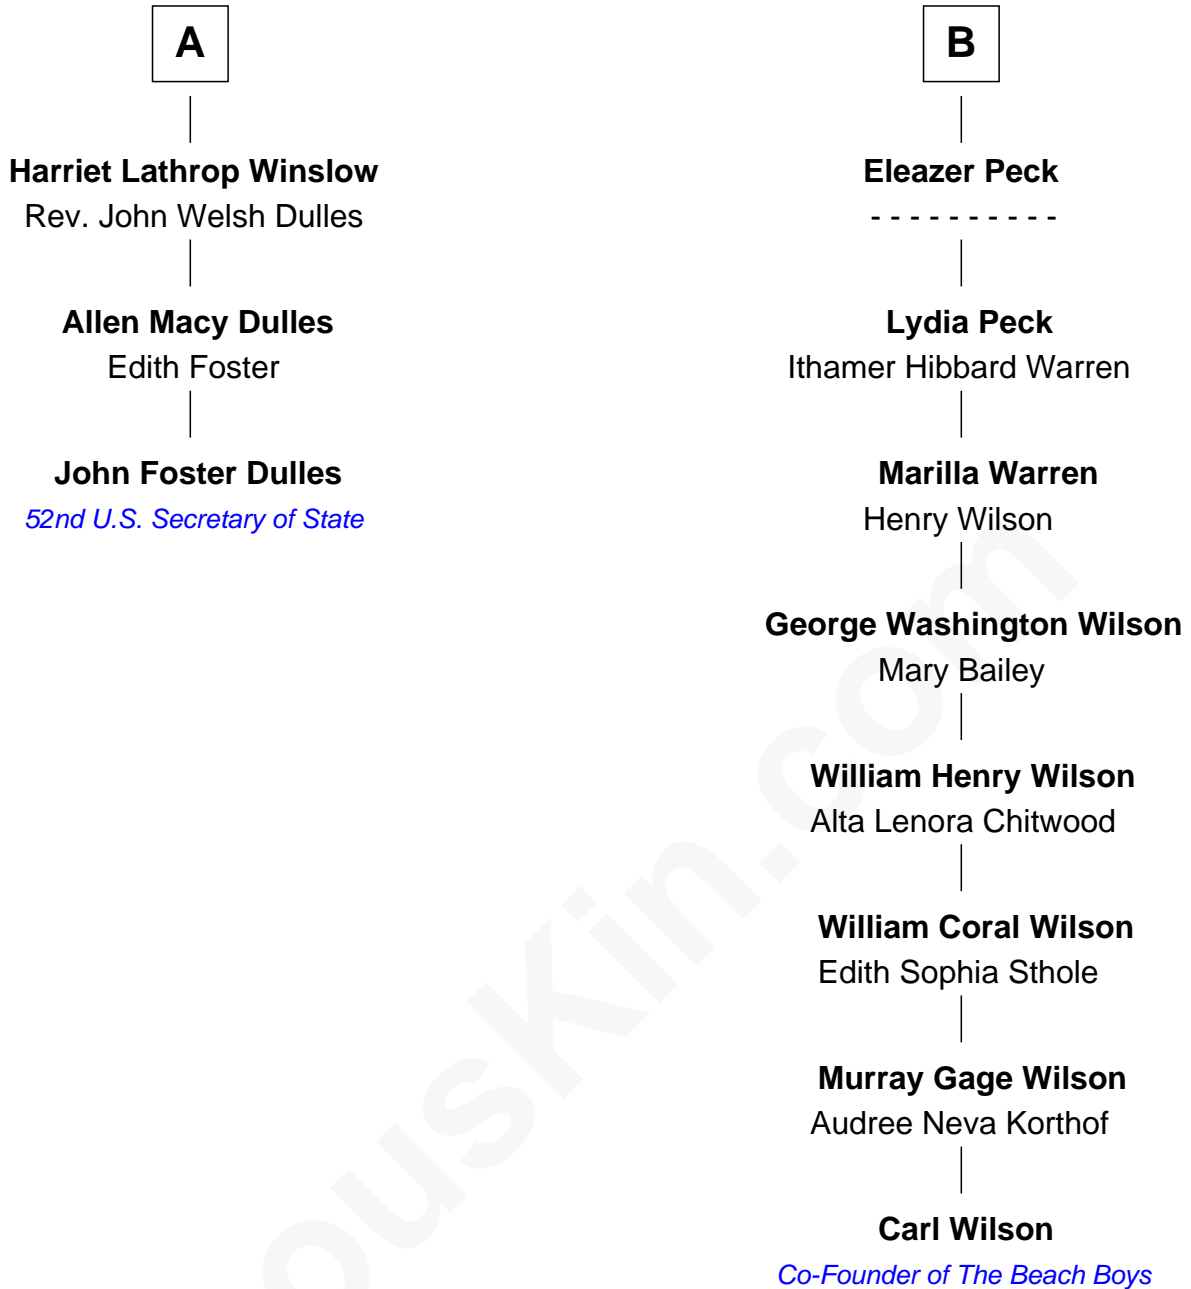 A
Harriet Lathrop Winslow
Rev. John Welsh Dulles
Allen Macy Dulles
Edith Foster
John Foster Dulles
52nd U.S. Secretary of State
B
Eleazer Peck
- - - - - - - - - -
Lydia Peck
Ithamer Hibbard Warren
Marilla Warren
Henry Wilson
George Washington Wilson
Mary Bailey
William Henry Wilson
Alta Lenora Chitwood
William Coral Wilson
Edith Sophia Sthole
Murray Gage Wilson
Audree Neva Korthof
Carl Wilson
Co-Founder of The Beach Boys
ousKin.com